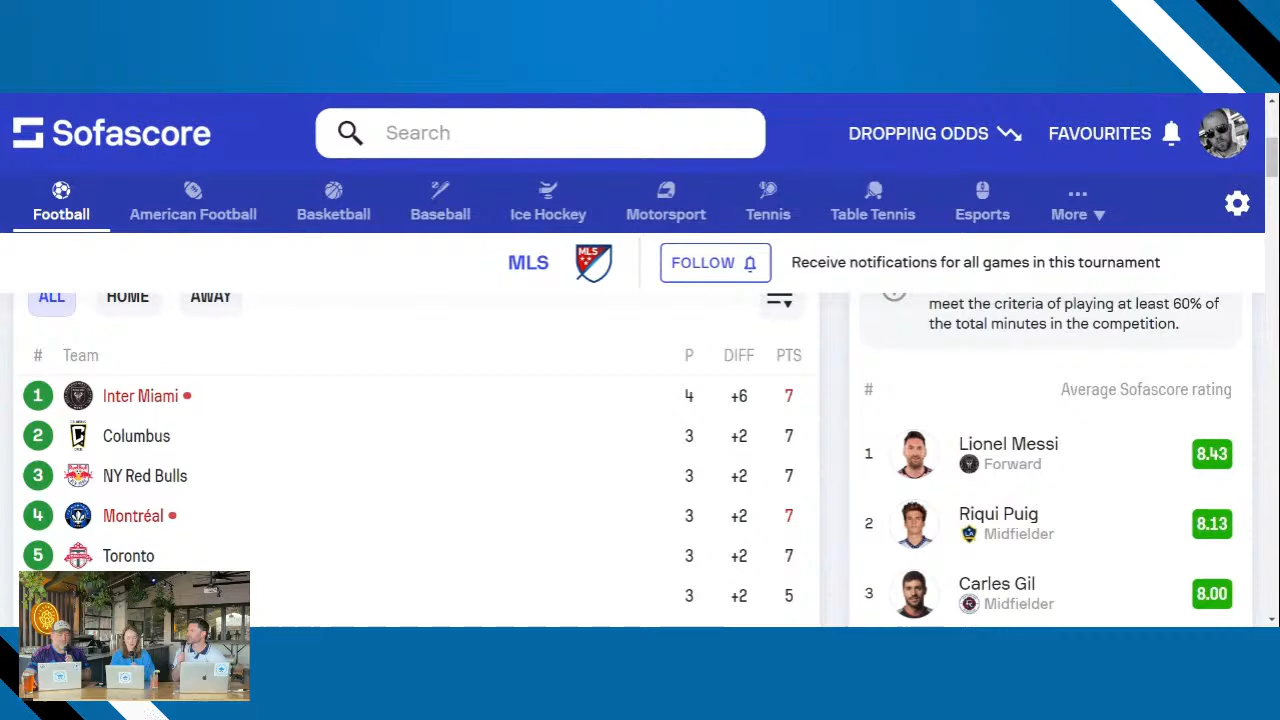 Sofascore
Search
DROPPING ODDS
FAVOURITES
Football
American Football
Basketball
Baseball
Ice Hockey
Motorsport
Tennis
Table Tennis
Esports
More
MLS
MLS
FOLLOW
Receive notifications for all games in this tournament
ALL
HOME
AWAY
meet the criteria of playing at least 60% of
the total minutes in the competition.
# Team P DIFF PTS
1 Inter Miami 4 +6 7
2 Columbus 3 +2 7
3 NY Red Bulls 3 +2 7
4 Montréal 3 +2 7
5 Toronto 3 +2 7
3 +2 5
# Average Sofascore rating
1 Lionel Messi 8.43
Forward
2 Riqui Puig 8.13
Midfielder
3 Carles Gil 8.00
Midfielder